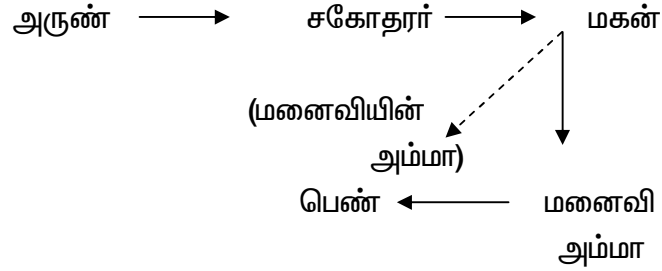 அருண் சகோதரர் மகன்
(மனைவியின்
அம்மா)
பெண் மனைவி
அம்மா